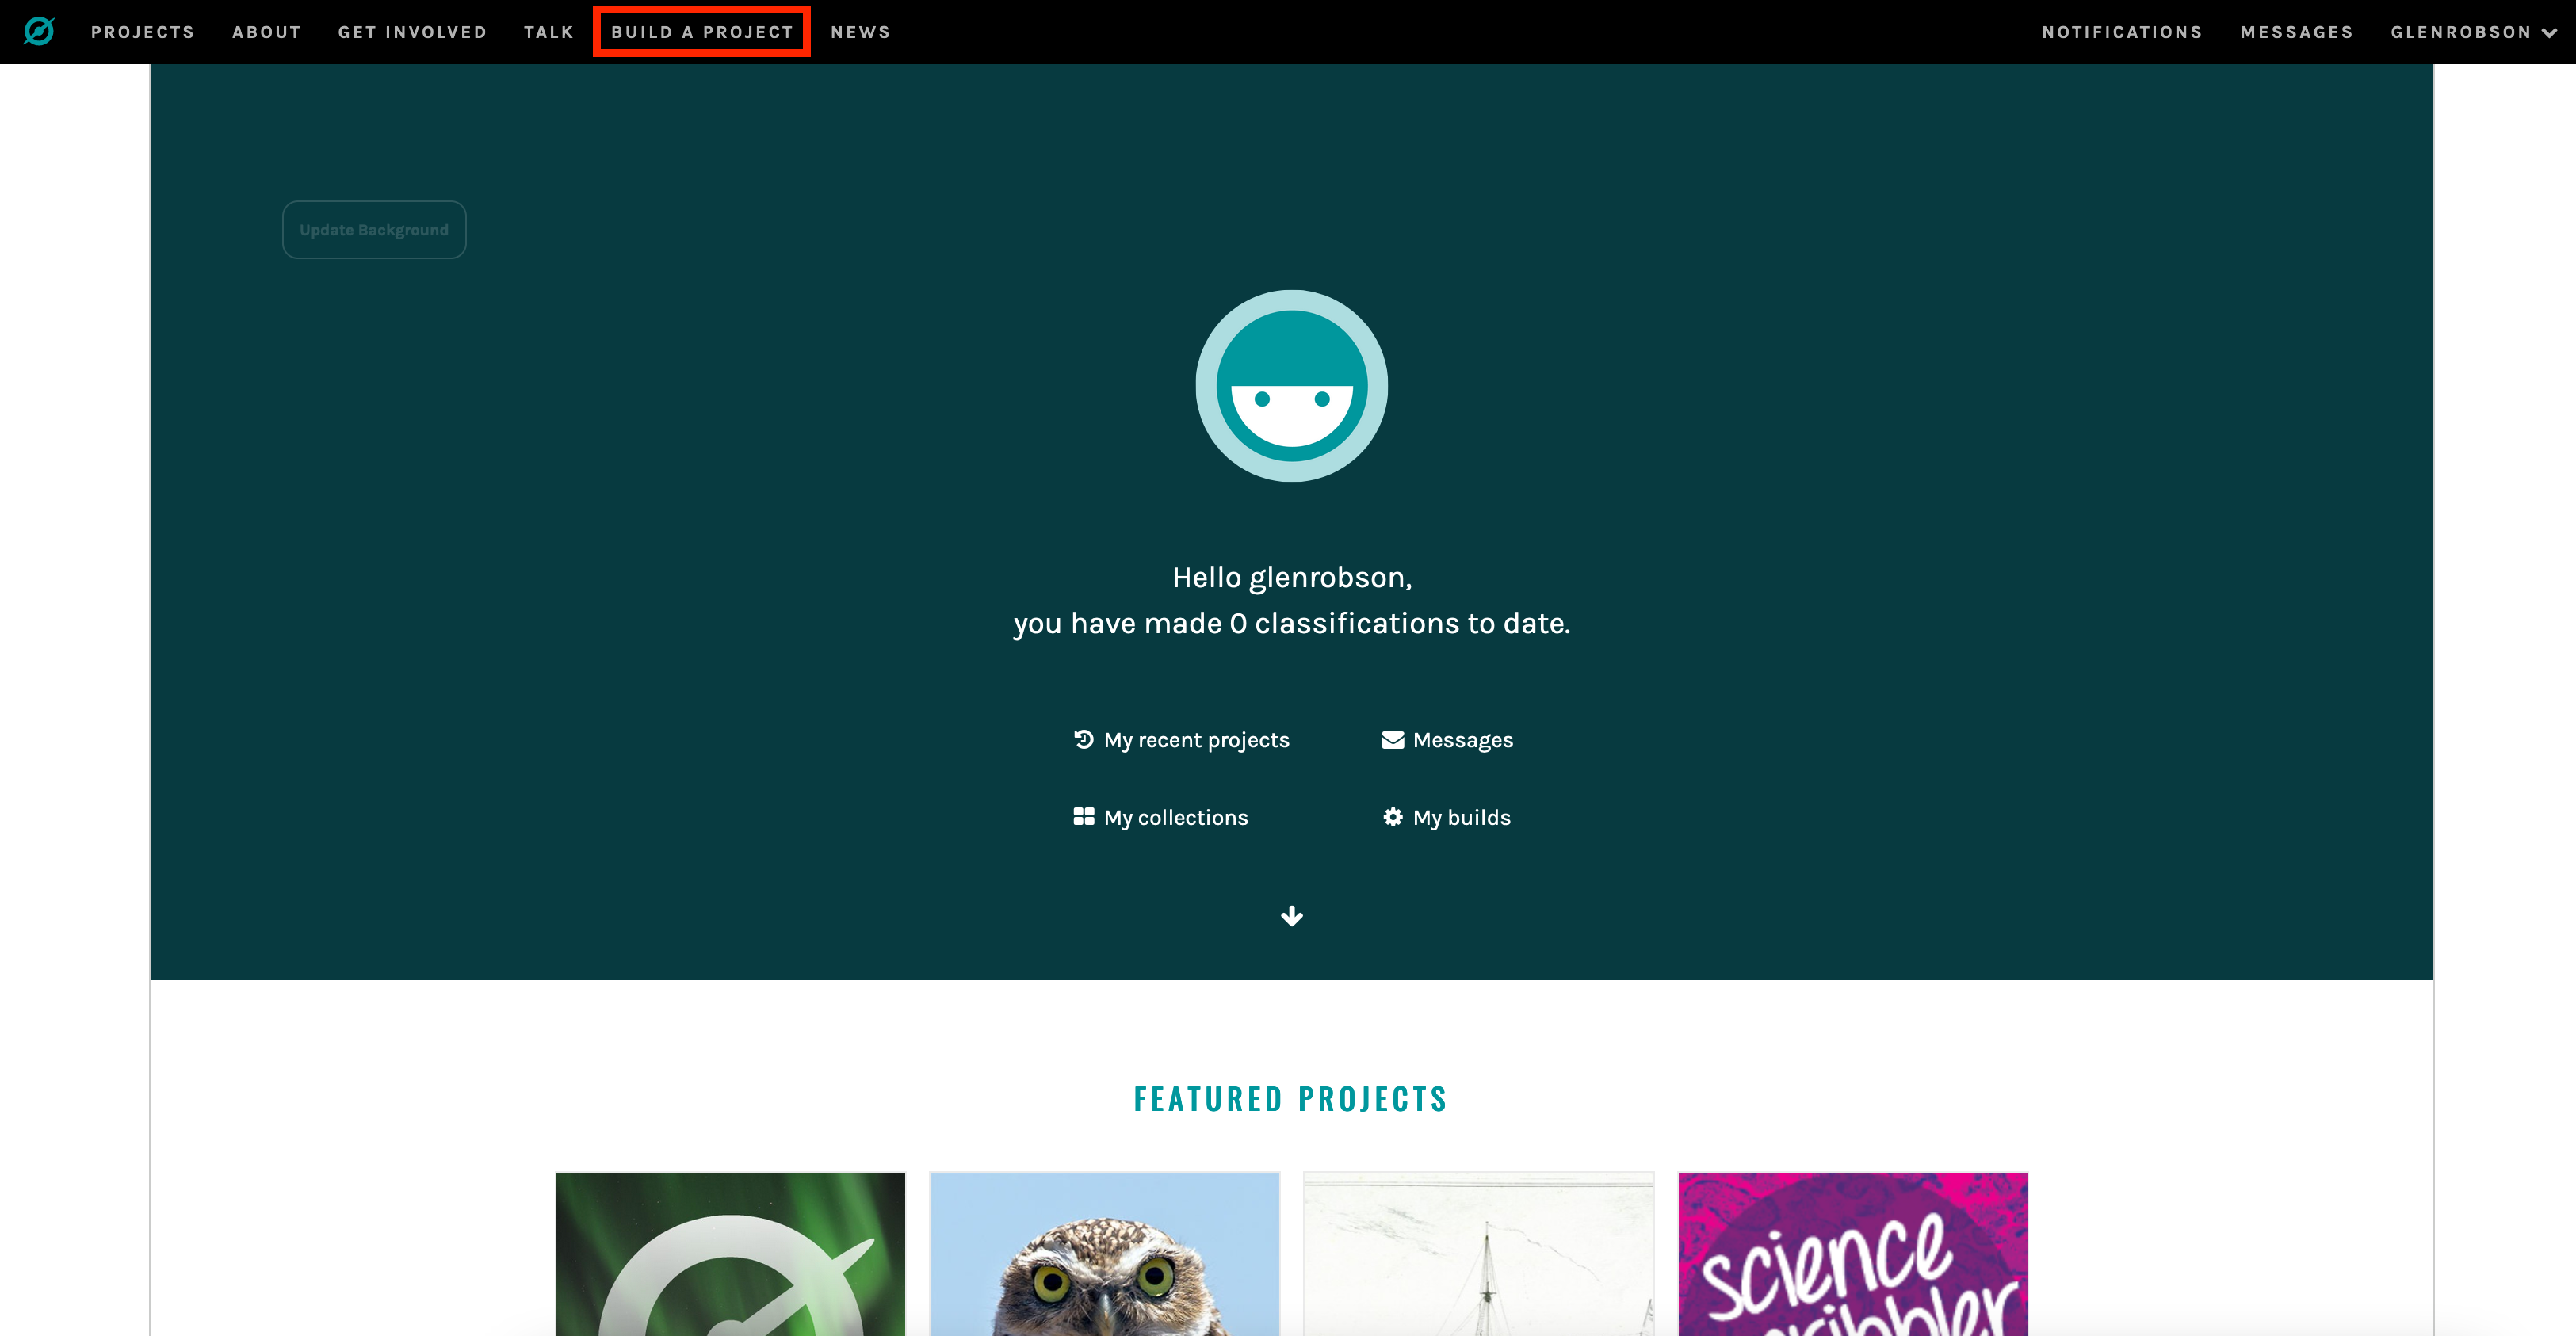 PROJECTS ABOUT GET INVOLVED TALK BUILD A PROJECT NEWS NOTIFICATIONS MESSAGES GLENROBSON
Update Background
Hello glenrobson,
you have made 0 classifications to date.
My recent projects Messages
My collections My builds
FEATURED PROJECTS
science